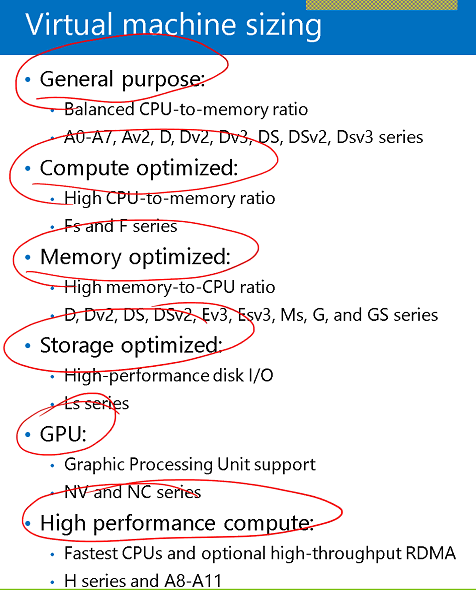 Virtual machine sizing
• General purpose:
• Balanced CPU-to-memory ratio
• A0-A7, Av2, D, Dv2, Dv3, DS, DSv2, Dsv3 series
• Compute optimized:
• High CPU-to-memory ratio
• Fs and F series
• Memory optimized:
• High memory-to-CPU ratio
• D, Dv2, DS, DSv2, Ev3, Esv3, Ms, G, and GS series
• Storage optimized:
• High-performance disk I/O
• Ls series
• GPU:
• Graphic Processing Unit support
• NV and NC series
• High performance compute:
• Fastest CPUs and optional high-throughput RDMA
• H series and A8-A11